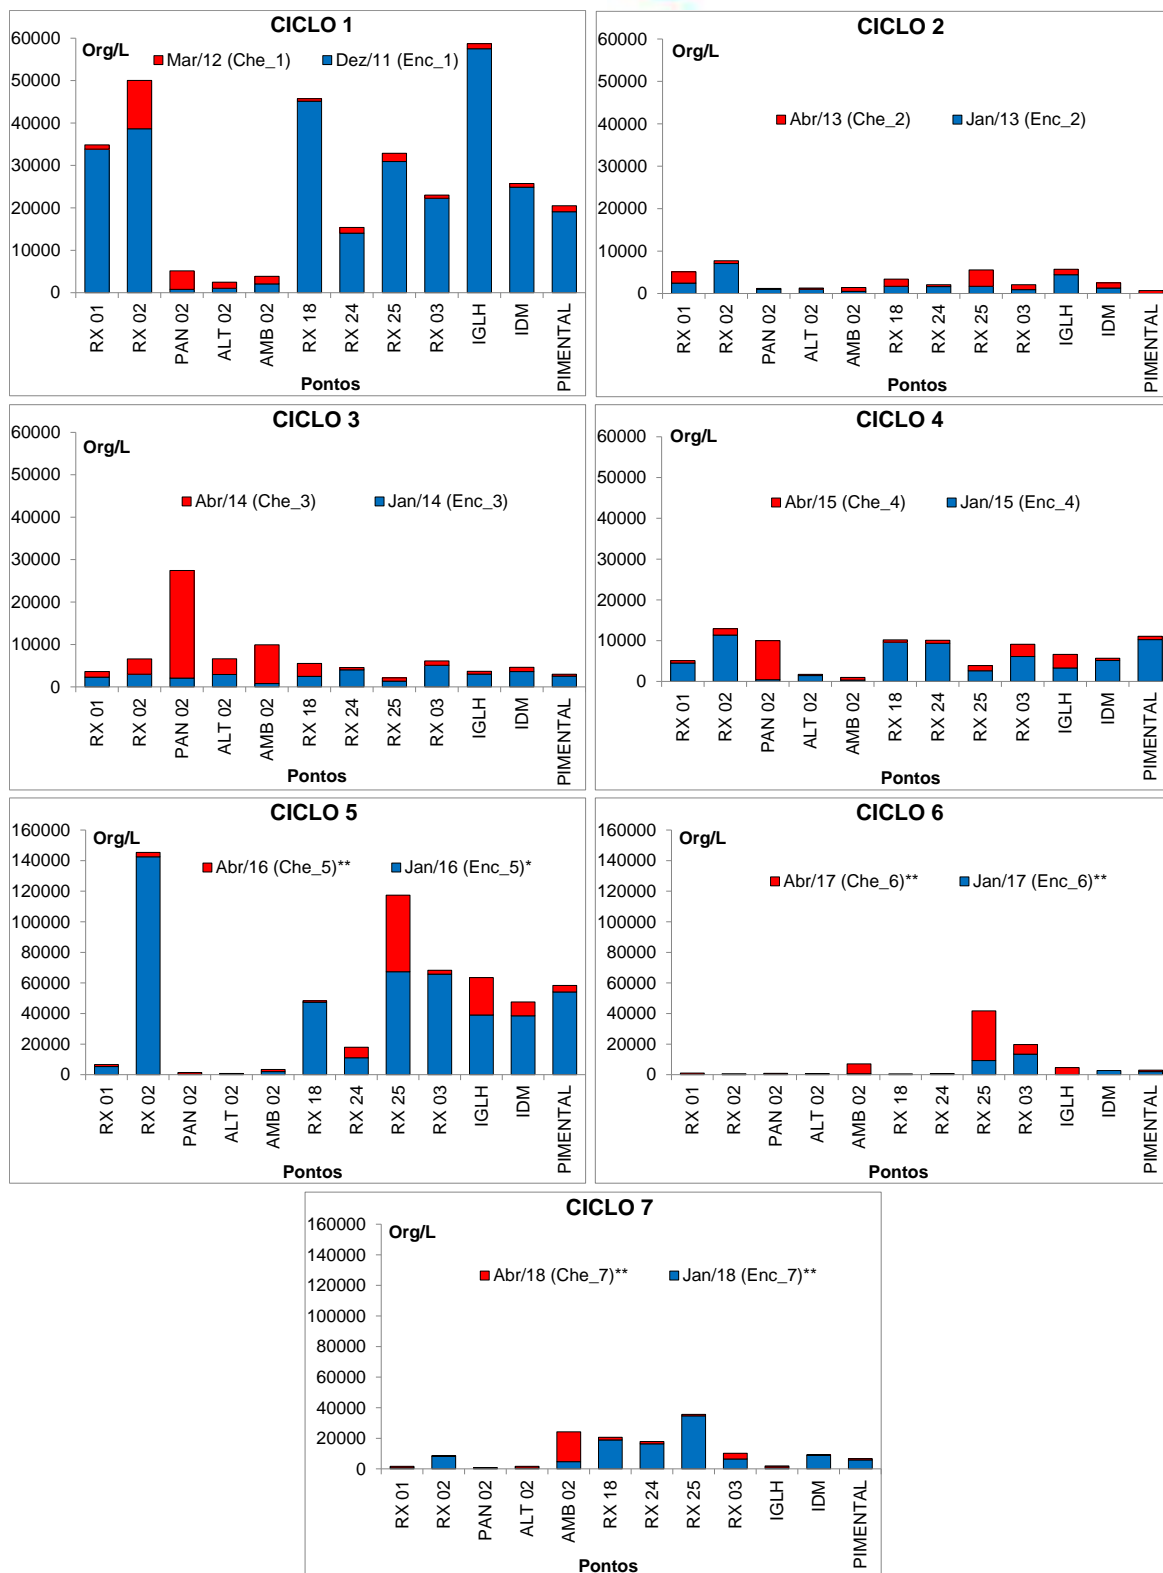 CICLO 1
Org/L
Mar/12 (Che_1) Dez/11 (Enc_1)
60000
50000
40000
30000
20000
10000
0
RX 01 RX 02 PAN 02 ALT 02 AMB 02 RX 18 RX 24 RX 25 RX 03 IGLH IDM PIMENTAL
Pontos
CICLO 2
Org/L
Abr/13 (Che_2) Jan/13 (Enc_2)
60000
50000
40000
30000
20000
10000
0
RX 01 RX 02 PAN 02 ALT 02 AMB 02 RX 18 RX 24 RX 25 RX 03 IGLH IDM PIMENTAL
Pontos
CICLO 3
Org/L
Abr/14 (Che_3) Jan/14 (Enc_3)
60000
50000
40000
30000
20000
10000
0
RX 01 RX 02 PAN 02 ALT 02 AMB 02 RX 18 RX 24 RX 25 RX 03 IGLH IDM PIMENTAL
Pontos
CICLO 4
Org/L
Abr/15 (Che_4) Jan/15 (Enc_4)
60000
50000
40000
30000
20000
10000
0
RX 01 RX 02 PAN 02 ALT 02 AMB 02 RX 18 RX 24 RX 25 RX 03 IGLH IDM PIMENTAL
Pontos
CICLO 5
Org/L
Abr/16 (Che_5)** Jan/16 (Enc_5)*
160000
140000
120000
100000
80000
60000
40000
20000
0
RX 01 RX 02 PAN 02 ALT 02 AMB 02 RX 18 RX 24 RX 25 RX 03 IGLH IDM PIMENTAL
Pontos
CICLO 6
Org/L
Abr/17 (Che_6)** Jan/17 (Enc_6)**
160000
140000
120000
100000
80000
60000
40000
20000
0
RX 01 RX 02 PAN 02 ALT 02 AMB 02 RX 18 RX 24 RX 25 RX 03 IGLH IDM PIMENTAL
Pontos
CICLO 7
Org/L
Abr/18 (Che_7)** Jan/18 (Enc_7)**
160000
140000
120000
100000
80000
60000
40000
20000
0
RX 01 RX 02 PAN 02 ALT 02 AMB 02 RX 18 RX 24 RX 25 RX 03 IGLH IDM PIMENTAL
Pontos